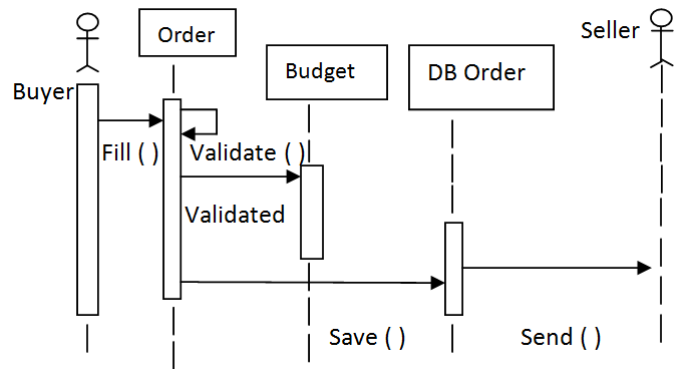 Order
Seller
Budget
DB Order
Buyer
Fill ( )
Validate ( )
Validated
Save ( )
Send ( )